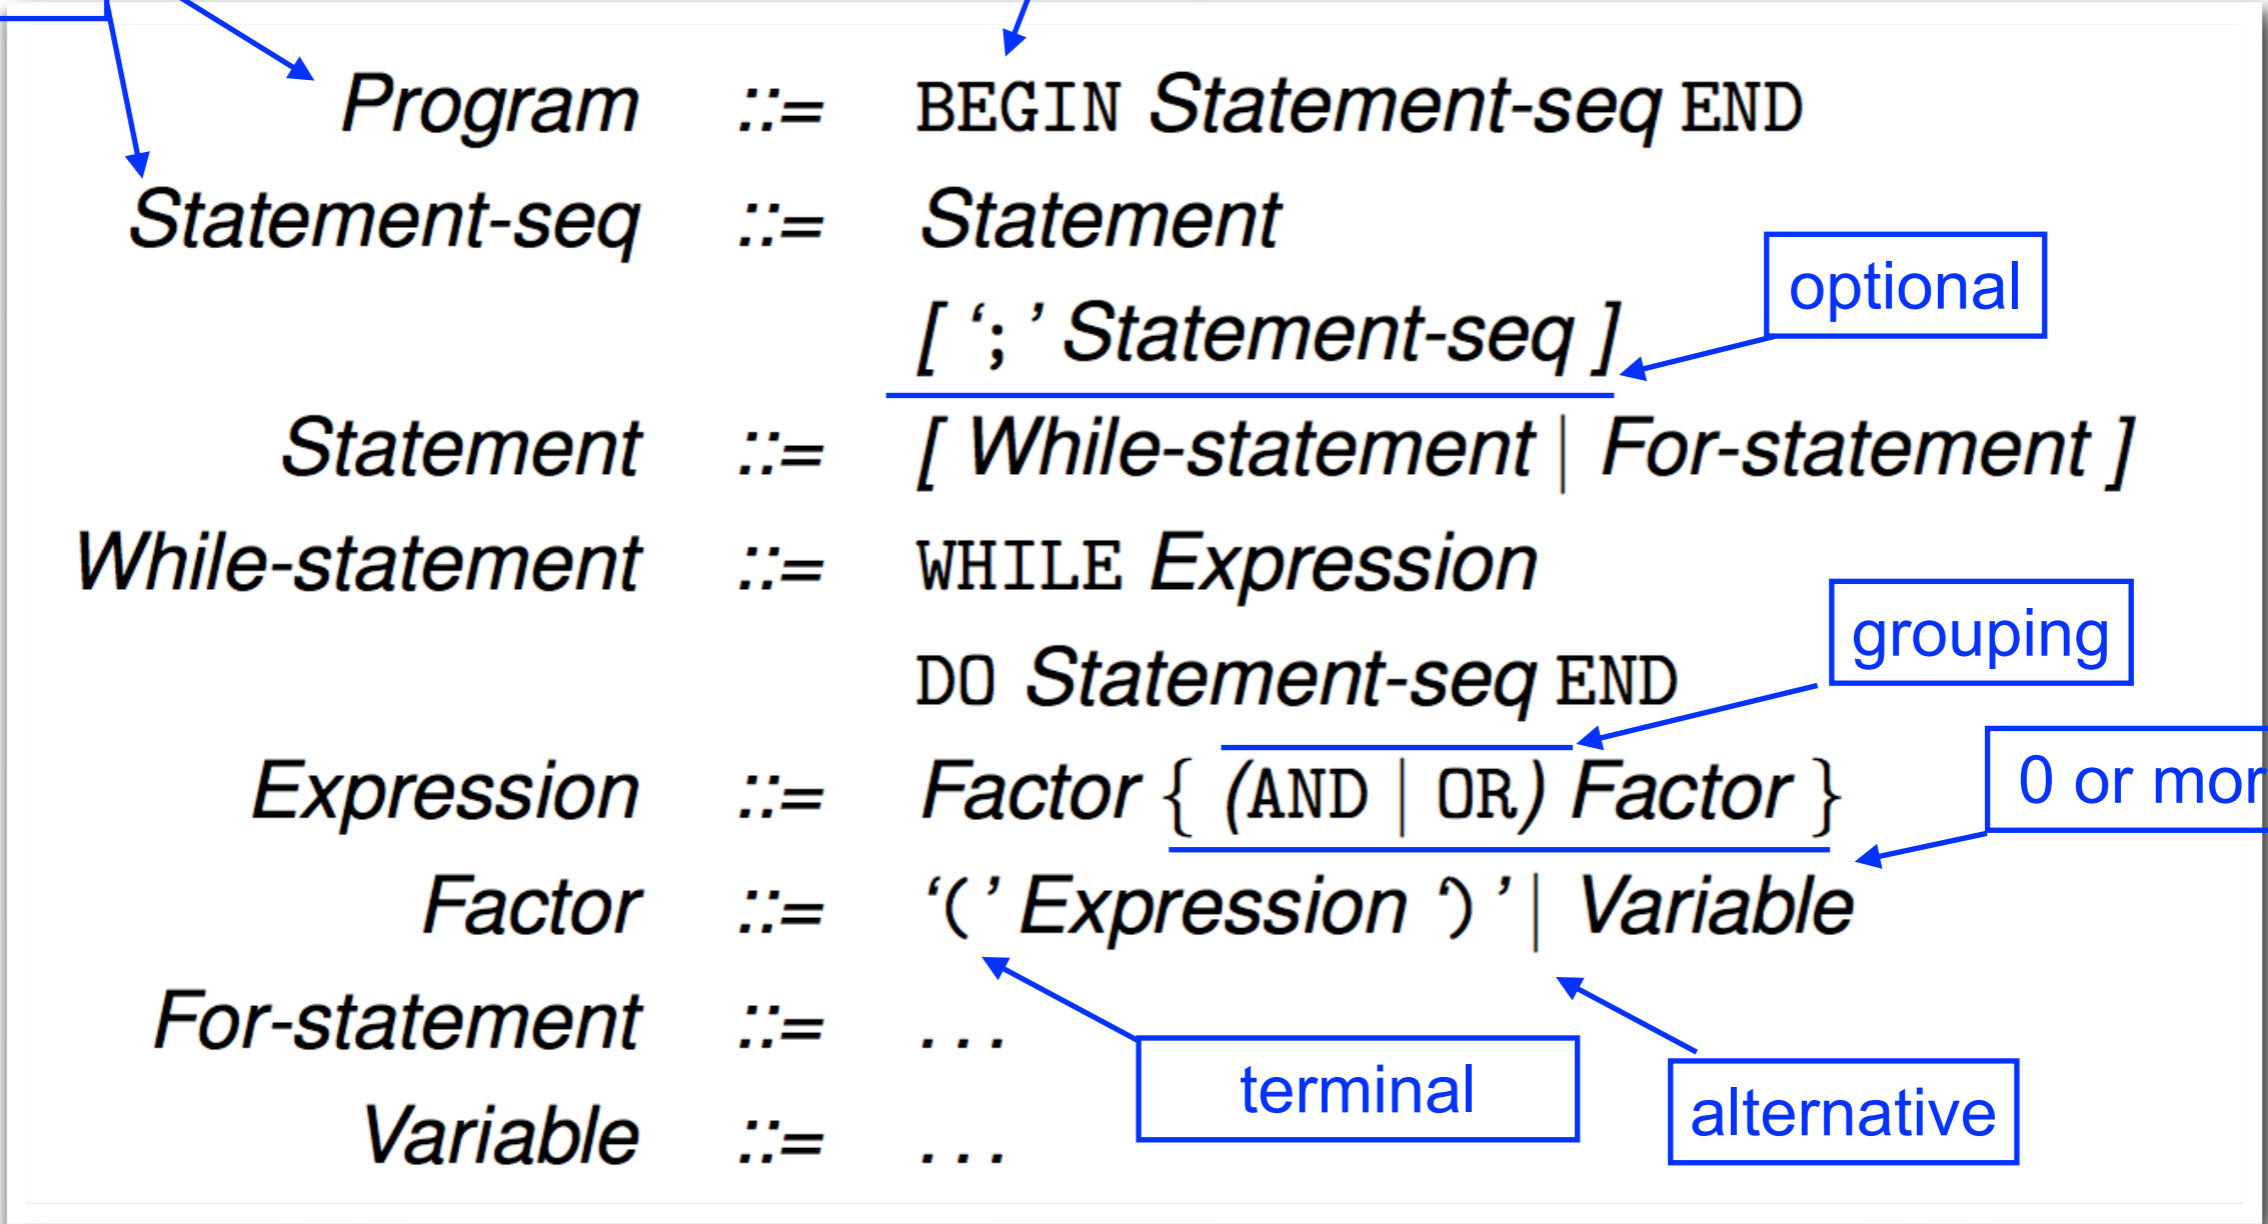 Program ::= BEGIN Statement-seq END
Statement-seq ::= Statement
optional
[ ‘;’ Statement-seq ]
Statement ::= [ While-statement | For-statement ]
While-statement ::= WHILE Expression
grouping
DO Statement-seq END
0 or mor
Expression ::= Factor { (AND | OR) Factor }
Factor ::= ‘(’ Expression ‘)’ | Variable
For-statement ::= ...
terminal
alternative
Variable ::= ...